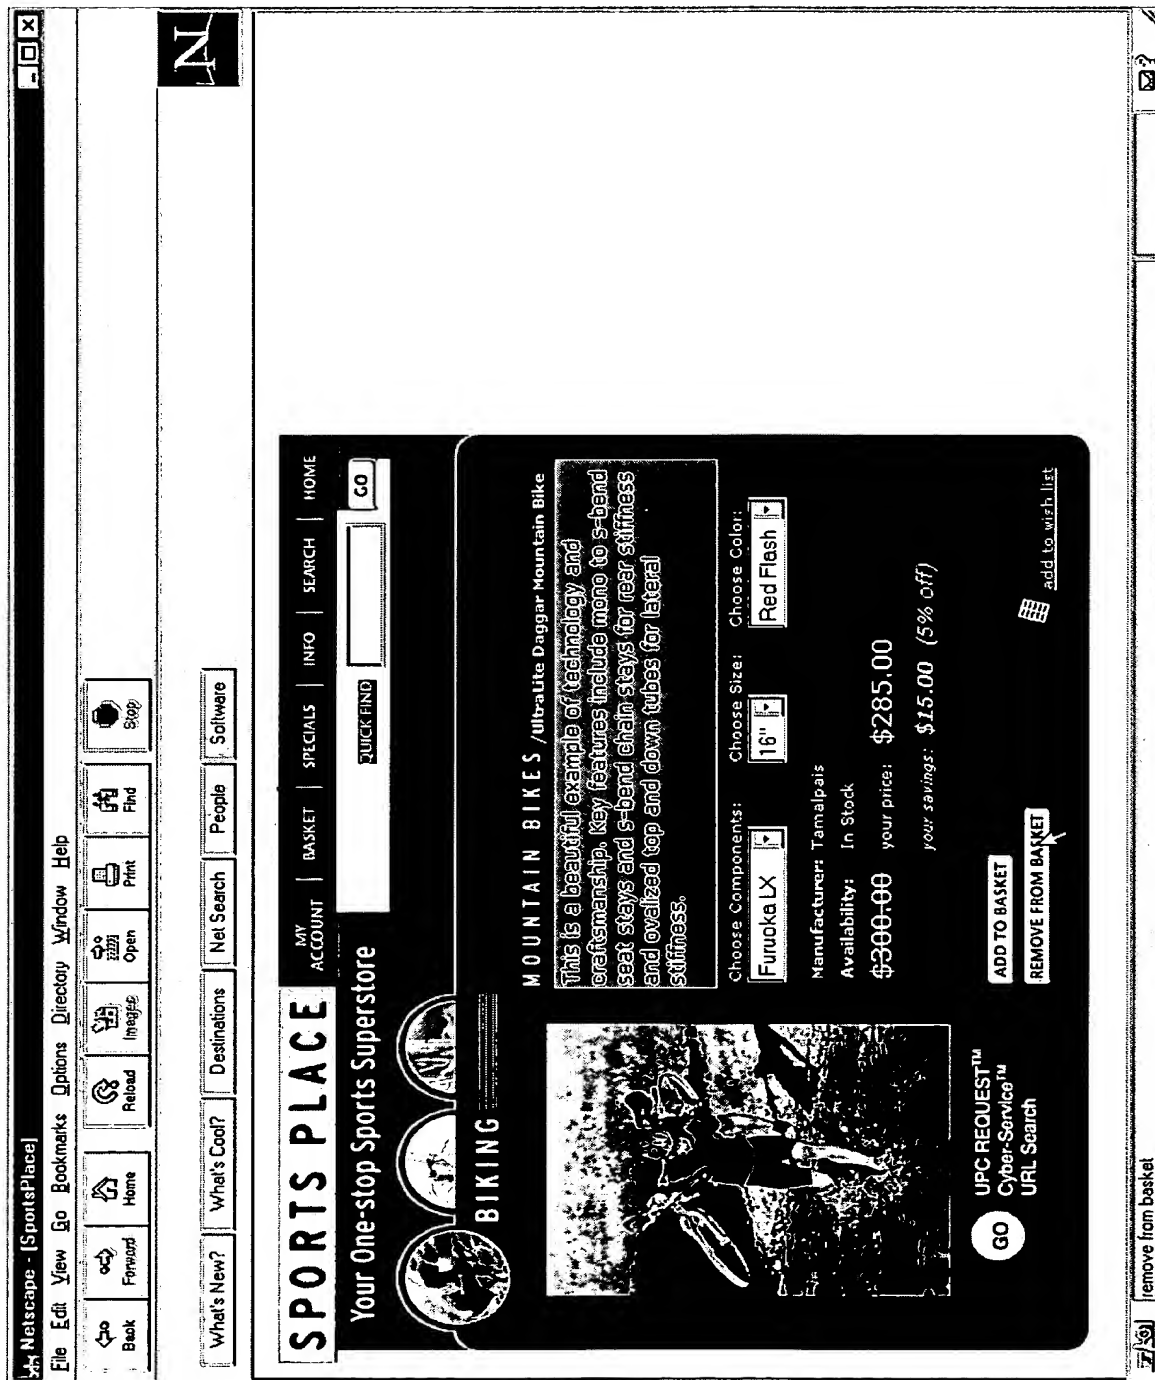 Netscape - [SportsPlace]
File Edit View Go Bookmarks Options Directory Window Help
Back Forward Home Reload Images Open Print Find Stop
N
What's New? What's Cool? Destinations Net Search People Software
SPORTS PLACE
MY ACCOUNT | BASKET | SPECIALS | INFO | SEARCH | HOME
Your One-stop Sports Superstore
QUICK FIND GO
BIKING
MOUNTAIN BIKES /UltraLite Daggar Mountain Bike
This is a beautiful example of technology and
craftsmanship. Key features include mono to s-bend
seat stays and s-bend chain stays for rear stiffness
and ovalized top and down tubes for lateral
stiffness.
Choose Components: Choose Size: Choose Color:
Furuoka LX 16" Red Flash
Manufacturer: Tamalpais
Availability: In Stock
$300.00 your price: $285.00
your savings: $15.00 (5% off)
ADD TO BASKET
REMOVE FROM BASKET
add to wish list
GO
UPC REQUEST™
Cyber-Service™
URL Search
remove from basket